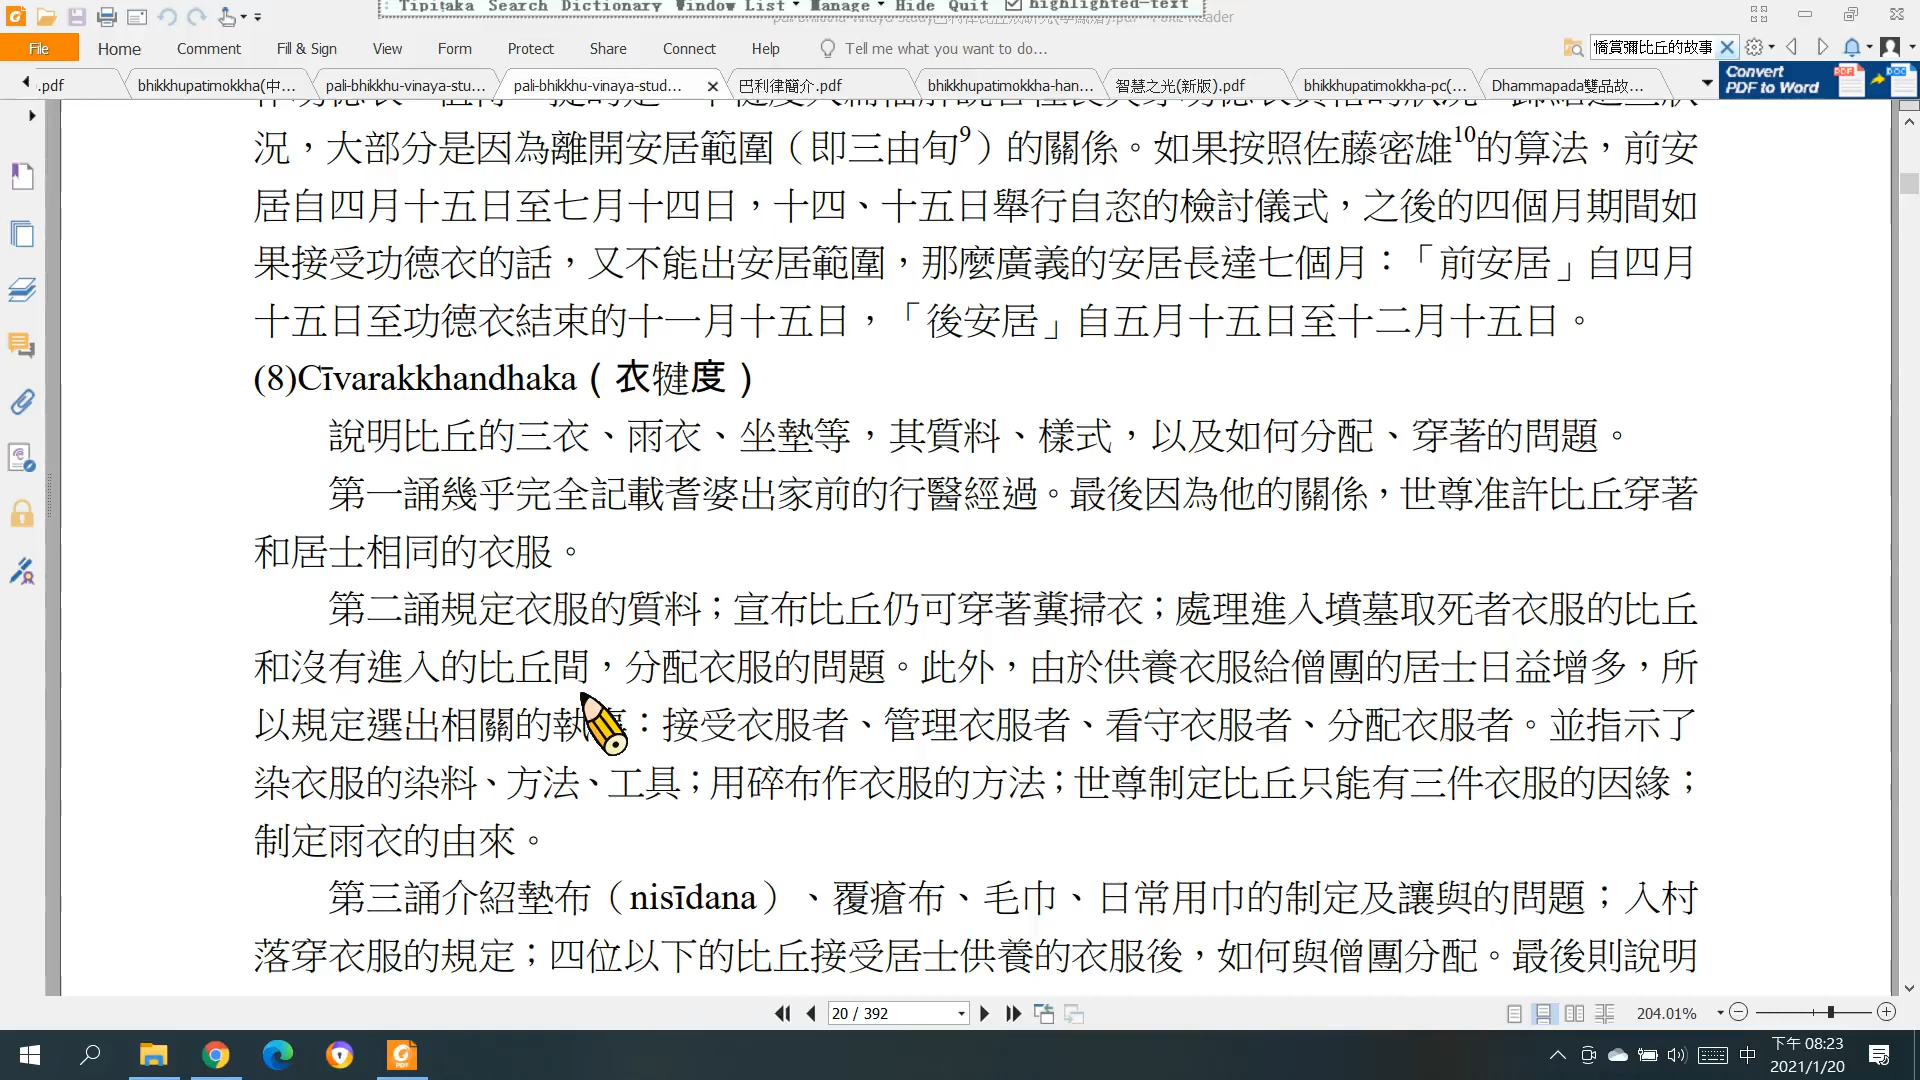 Tipiṭaka Search Dictionary Window List Manage Hide Quit highlighted-text
File Home Comment Fill & Sign View Form Protect Share Connect Help Tell me what you want to do...
憍賞彌比丘的故事
.pdf bhikkhupatimokkha(中... pali-bhikkhu-vinaya-stu... pali-bhikkhu-vinaya-stud... 巴利律簡介.pdf bhikkhupatimokkha-han... 智慧之光(新版).pdf bhikkhupatimokkha-pc(... Dhammapada雙品故...
Convert PDF to Word
況，大部分是因為離開安居範圍（即三由旬9）的關係。如果按照佐藤密雄10的算法，前安
居自四月十五日至七月十四日，十四、十五日舉行自恣的檢討儀式，之後的四個月期間如
果接受功德衣的話，又不能出安居範圍，那麼廣義的安居長達七個月：「前安居」自四月
十五日至功德衣結束的十一月十五日，「後安居」自五月十五日至十二月十五日。
(8)Cīvarakkhandhaka（衣犍度）
說明比丘的三衣、雨衣、坐墊等，其質料、樣式，以及如何分配、穿著的問題。
第一誦幾乎完全記載耆婆出家前的行醫經過。最後因為他的關係，世尊准許比丘穿著
和居士相同的衣服。
第二誦規定衣服的質料；宣布比丘仍可穿著糞掃衣；處理進入墳墓取死者衣服的比丘
和沒有進入的比丘間，分配衣服的問題。此外，由於供養衣服給僧團的居士日益增多，所
以規定選出相關的執：接受衣服者、管理衣服者、看守衣服者、分配衣服者。並指示了
染衣服的染料、方法、工具；用碎布作衣服的方法；世尊制定比丘只能有三件衣服的因緣；
制定雨衣的由來。
第三誦介紹墊布（nisīdana）、覆瘡布、毛巾、日常用巾的制定及讓與的問題；入村
落穿衣服的規定；四位以下的比丘接受居士供養的衣服後，如何與僧團分配。最後則說明
20 / 392
204.01%
中
下午 08:23
2021/1/20